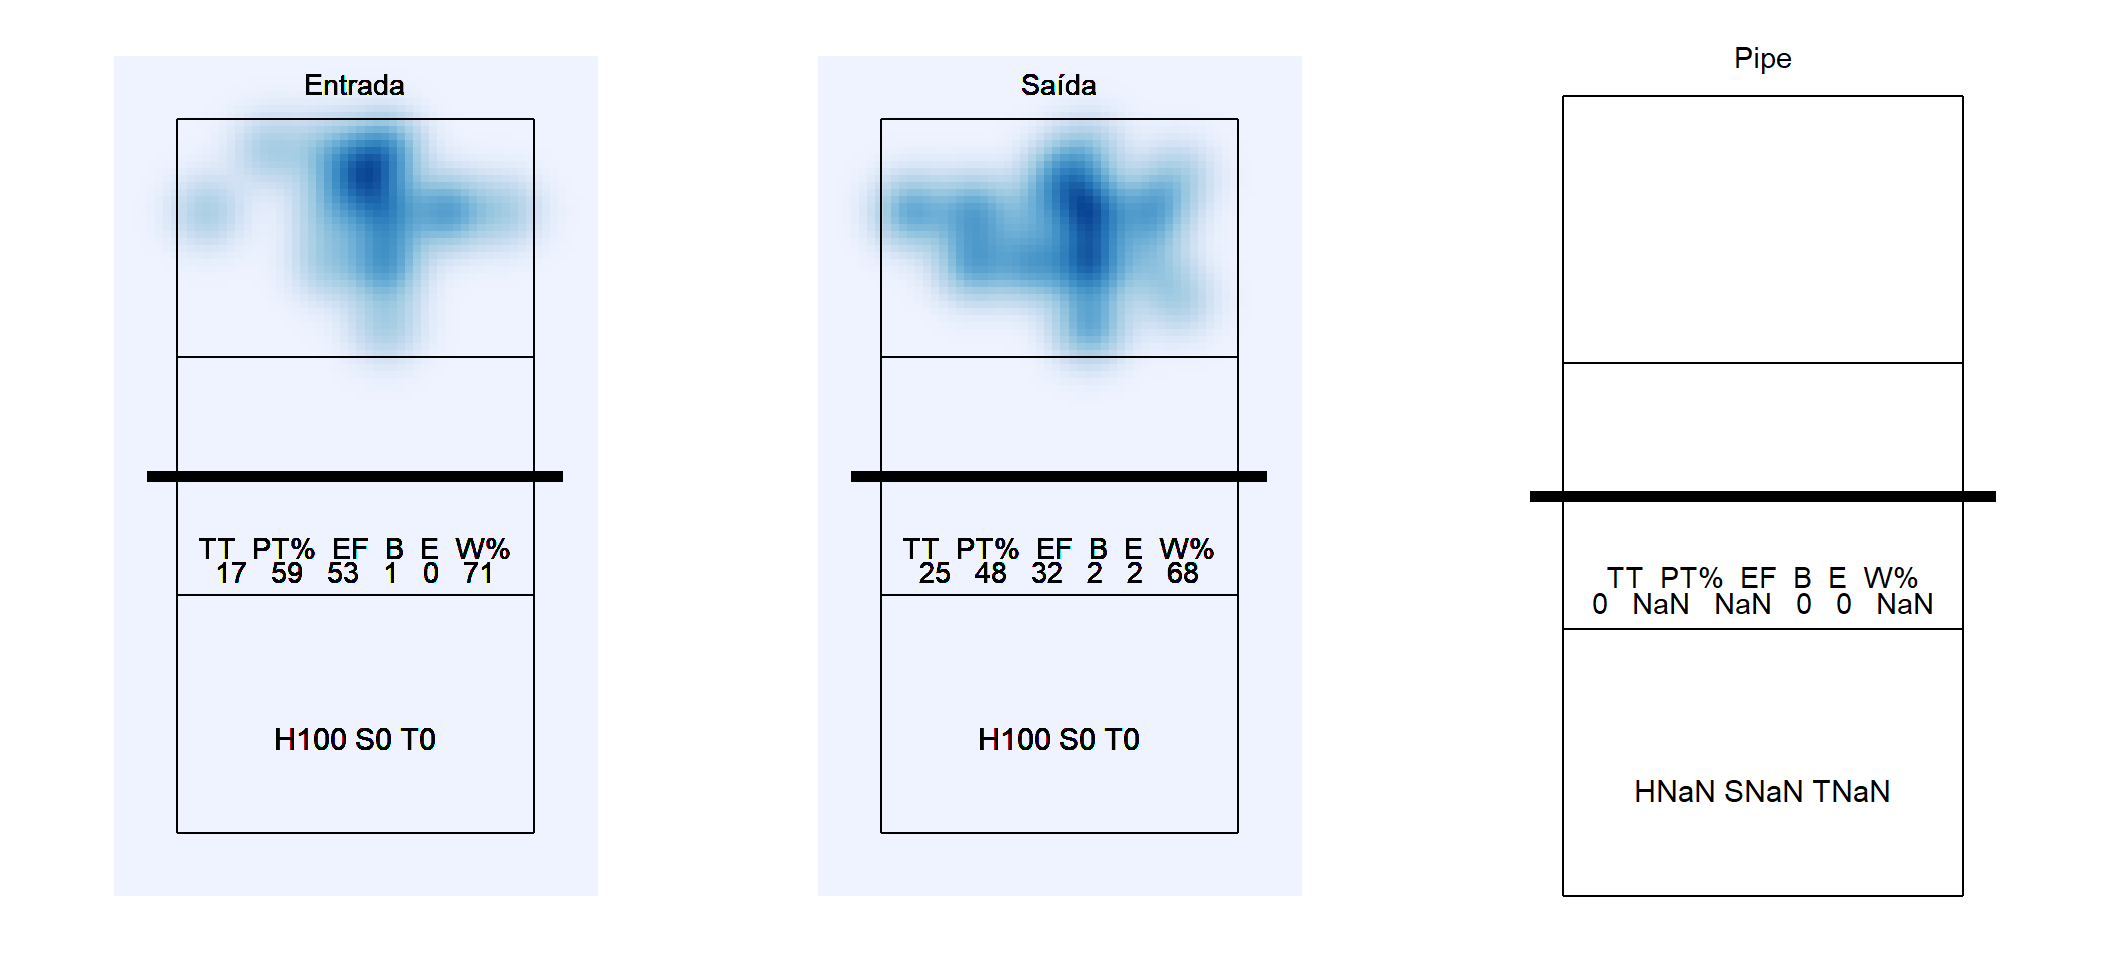 Entrada
TT PT% EF B E W%
17 59 53 1 0 71
H100 S0 T0
Saída
TT PT% EF B E W%
25 48 32 2 2 68
H100 S0 T0
Pipe
TT PT% EF B E W%
0 NaN NaN 0 0 NaN
HNaN SNaN TNaN